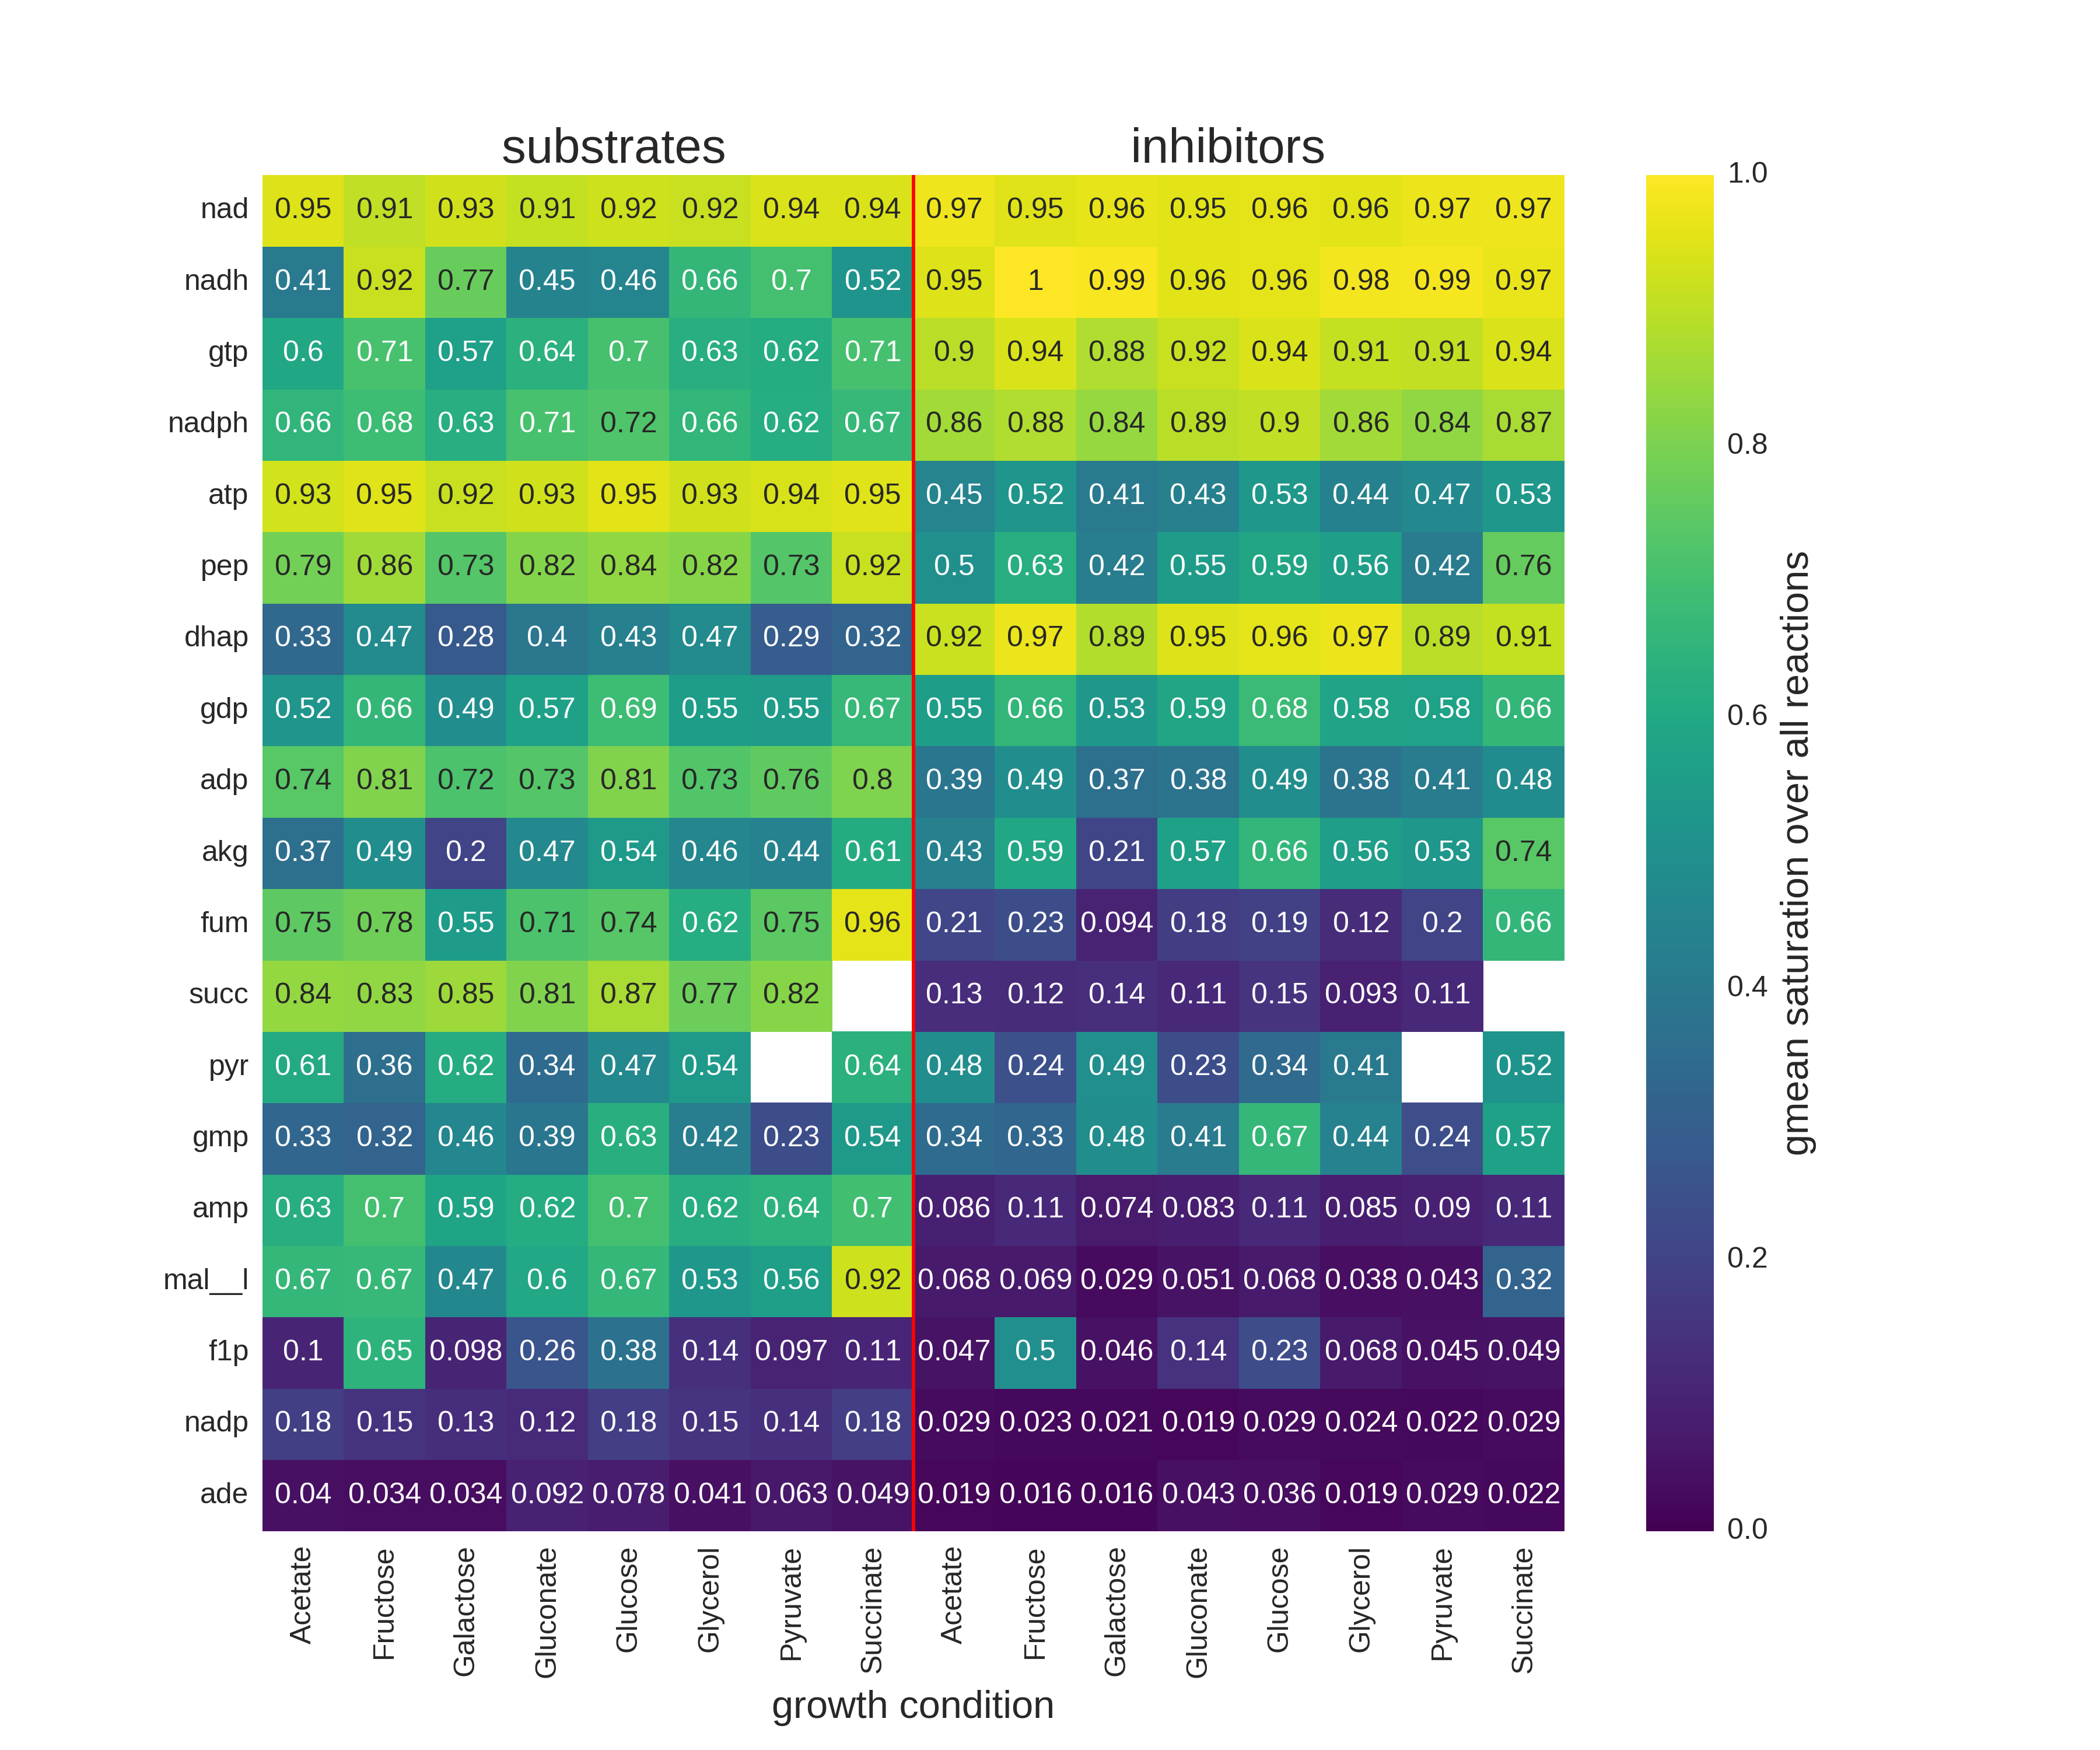 substrates inhibitors
nad 0.95 0.91 0.93 0.91 0.92 0.92 0.94 0.94 0.97 0.95 0.96 0.95 0.96 0.96 0.97 0.97
nadh 0.41 0.92 0.77 0.45 0.46 0.66 0.7 0.52 0.95 1 0.99 0.96 0.96 0.98 0.99 0.97
gtp 0.6 0.71 0.57 0.64 0.7 0.63 0.62 0.71 0.9 0.94 0.88 0.92 0.94 0.91 0.91 0.94
nadph 0.66 0.68 0.63 0.71 0.72 0.66 0.62 0.67 0.86 0.88 0.84 0.89 0.9 0.86 0.84 0.87
atp 0.93 0.95 0.92 0.93 0.95 0.93 0.94 0.95 0.45 0.52 0.41 0.43 0.53 0.44 0.47 0.53
pep 0.79 0.86 0.73 0.82 0.84 0.82 0.73 0.92 0.5 0.63 0.42 0.55 0.59 0.56 0.42 0.76
dhap 0.33 0.47 0.28 0.4 0.43 0.47 0.29 0.32 0.92 0.97 0.89 0.95 0.96 0.97 0.89 0.91
gdp 0.52 0.66 0.49 0.57 0.69 0.55 0.55 0.67 0.55 0.66 0.53 0.59 0.68 0.58 0.58 0.66
adp 0.74 0.81 0.72 0.73 0.81 0.73 0.76 0.8 0.39 0.49 0.37 0.38 0.49 0.38 0.41 0.48
akg 0.37 0.49 0.2 0.47 0.54 0.46 0.44 0.61 0.43 0.59 0.21 0.57 0.66 0.56 0.53 0.74
fum 0.75 0.78 0.55 0.71 0.74 0.62 0.75 0.96 0.21 0.23 0.094 0.18 0.19 0.12 0.2 0.66
succ 0.84 0.83 0.85 0.81 0.87 0.77 0.82 0.13 0.12 0.14 0.11 0.15 0.093 0.11
pyr 0.61 0.36 0.62 0.34 0.47 0.54 0.64 0.48 0.24 0.49 0.23 0.34 0.41 0.52
gmp 0.33 0.32 0.46 0.39 0.63 0.42 0.23 0.54 0.34 0.33 0.48 0.41 0.67 0.44 0.24 0.57
amp 0.63 0.7 0.59 0.62 0.7 0.62 0.64 0.7 0.086 0.11 0.074 0.083 0.11 0.085 0.09 0.11
mal__l 0.67 0.67 0.47 0.6 0.67 0.53 0.56 0.92 0.068 0.069 0.029 0.051 0.068 0.038 0.043 0.32
f1p 0.1 0.65 0.098 0.26 0.38 0.14 0.097 0.11 0.047 0.5 0.046 0.14 0.23 0.068 0.045 0.049
nadp 0.18 0.15 0.13 0.12 0.18 0.15 0.14 0.18 0.029 0.023 0.021 0.019 0.029 0.024 0.022 0.029
ade 0.04 0.034 0.034 0.092 0.078 0.041 0.063 0.049 0.019 0.016 0.016 0.043 0.036 0.019 0.029 0.022
Acetate Fructose Galactose Gluconate Glucose Glycerol Pyruvate Succinate Acetate Fructose Galactose Gluconate Glucose Glycerol Pyruvate Succinate
growth condition
1.0
0.8
0.6
0.4
0.2
0.0
gmean saturation over all reactions